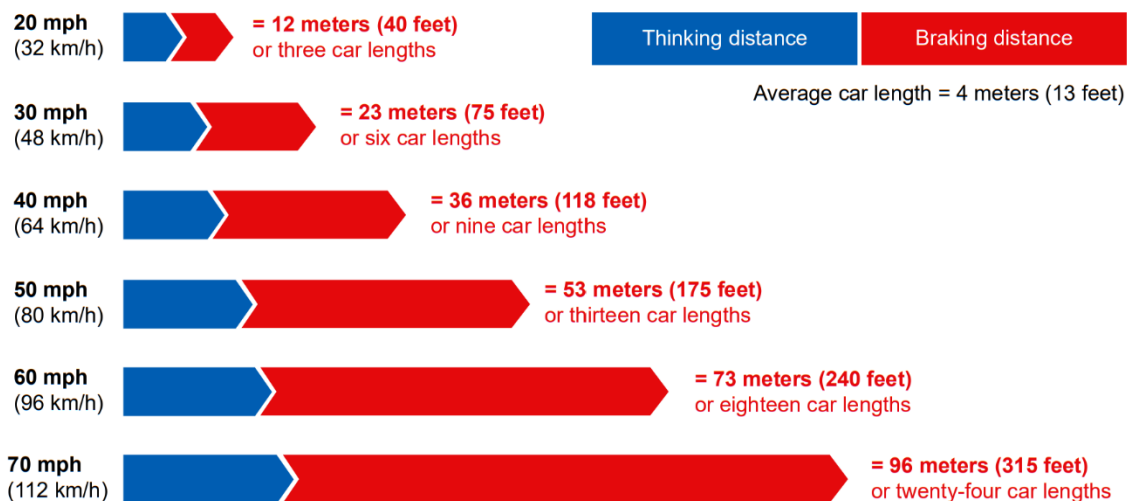 20 mph
(32 km/h)
= 12 meters (40 feet)
or three car lengths
Thinking distance
Braking distance
Average car length = 4 meters (13 feet)
30 mph
(48 km/h)
= 23 meters (75 feet)
or six car lengths
40 mph
(64 km/h)
= 36 meters (118 feet)
or nine car lengths
50 mph
(80 km/h)
= 53 meters (175 feet)
or thirteen car lengths
60 mph
(96 km/h)
= 73 meters (240 feet)
or eighteen car lengths
70 mph
(112 km/h)
= 96 meters (315 feet)
or twenty-four car lengths